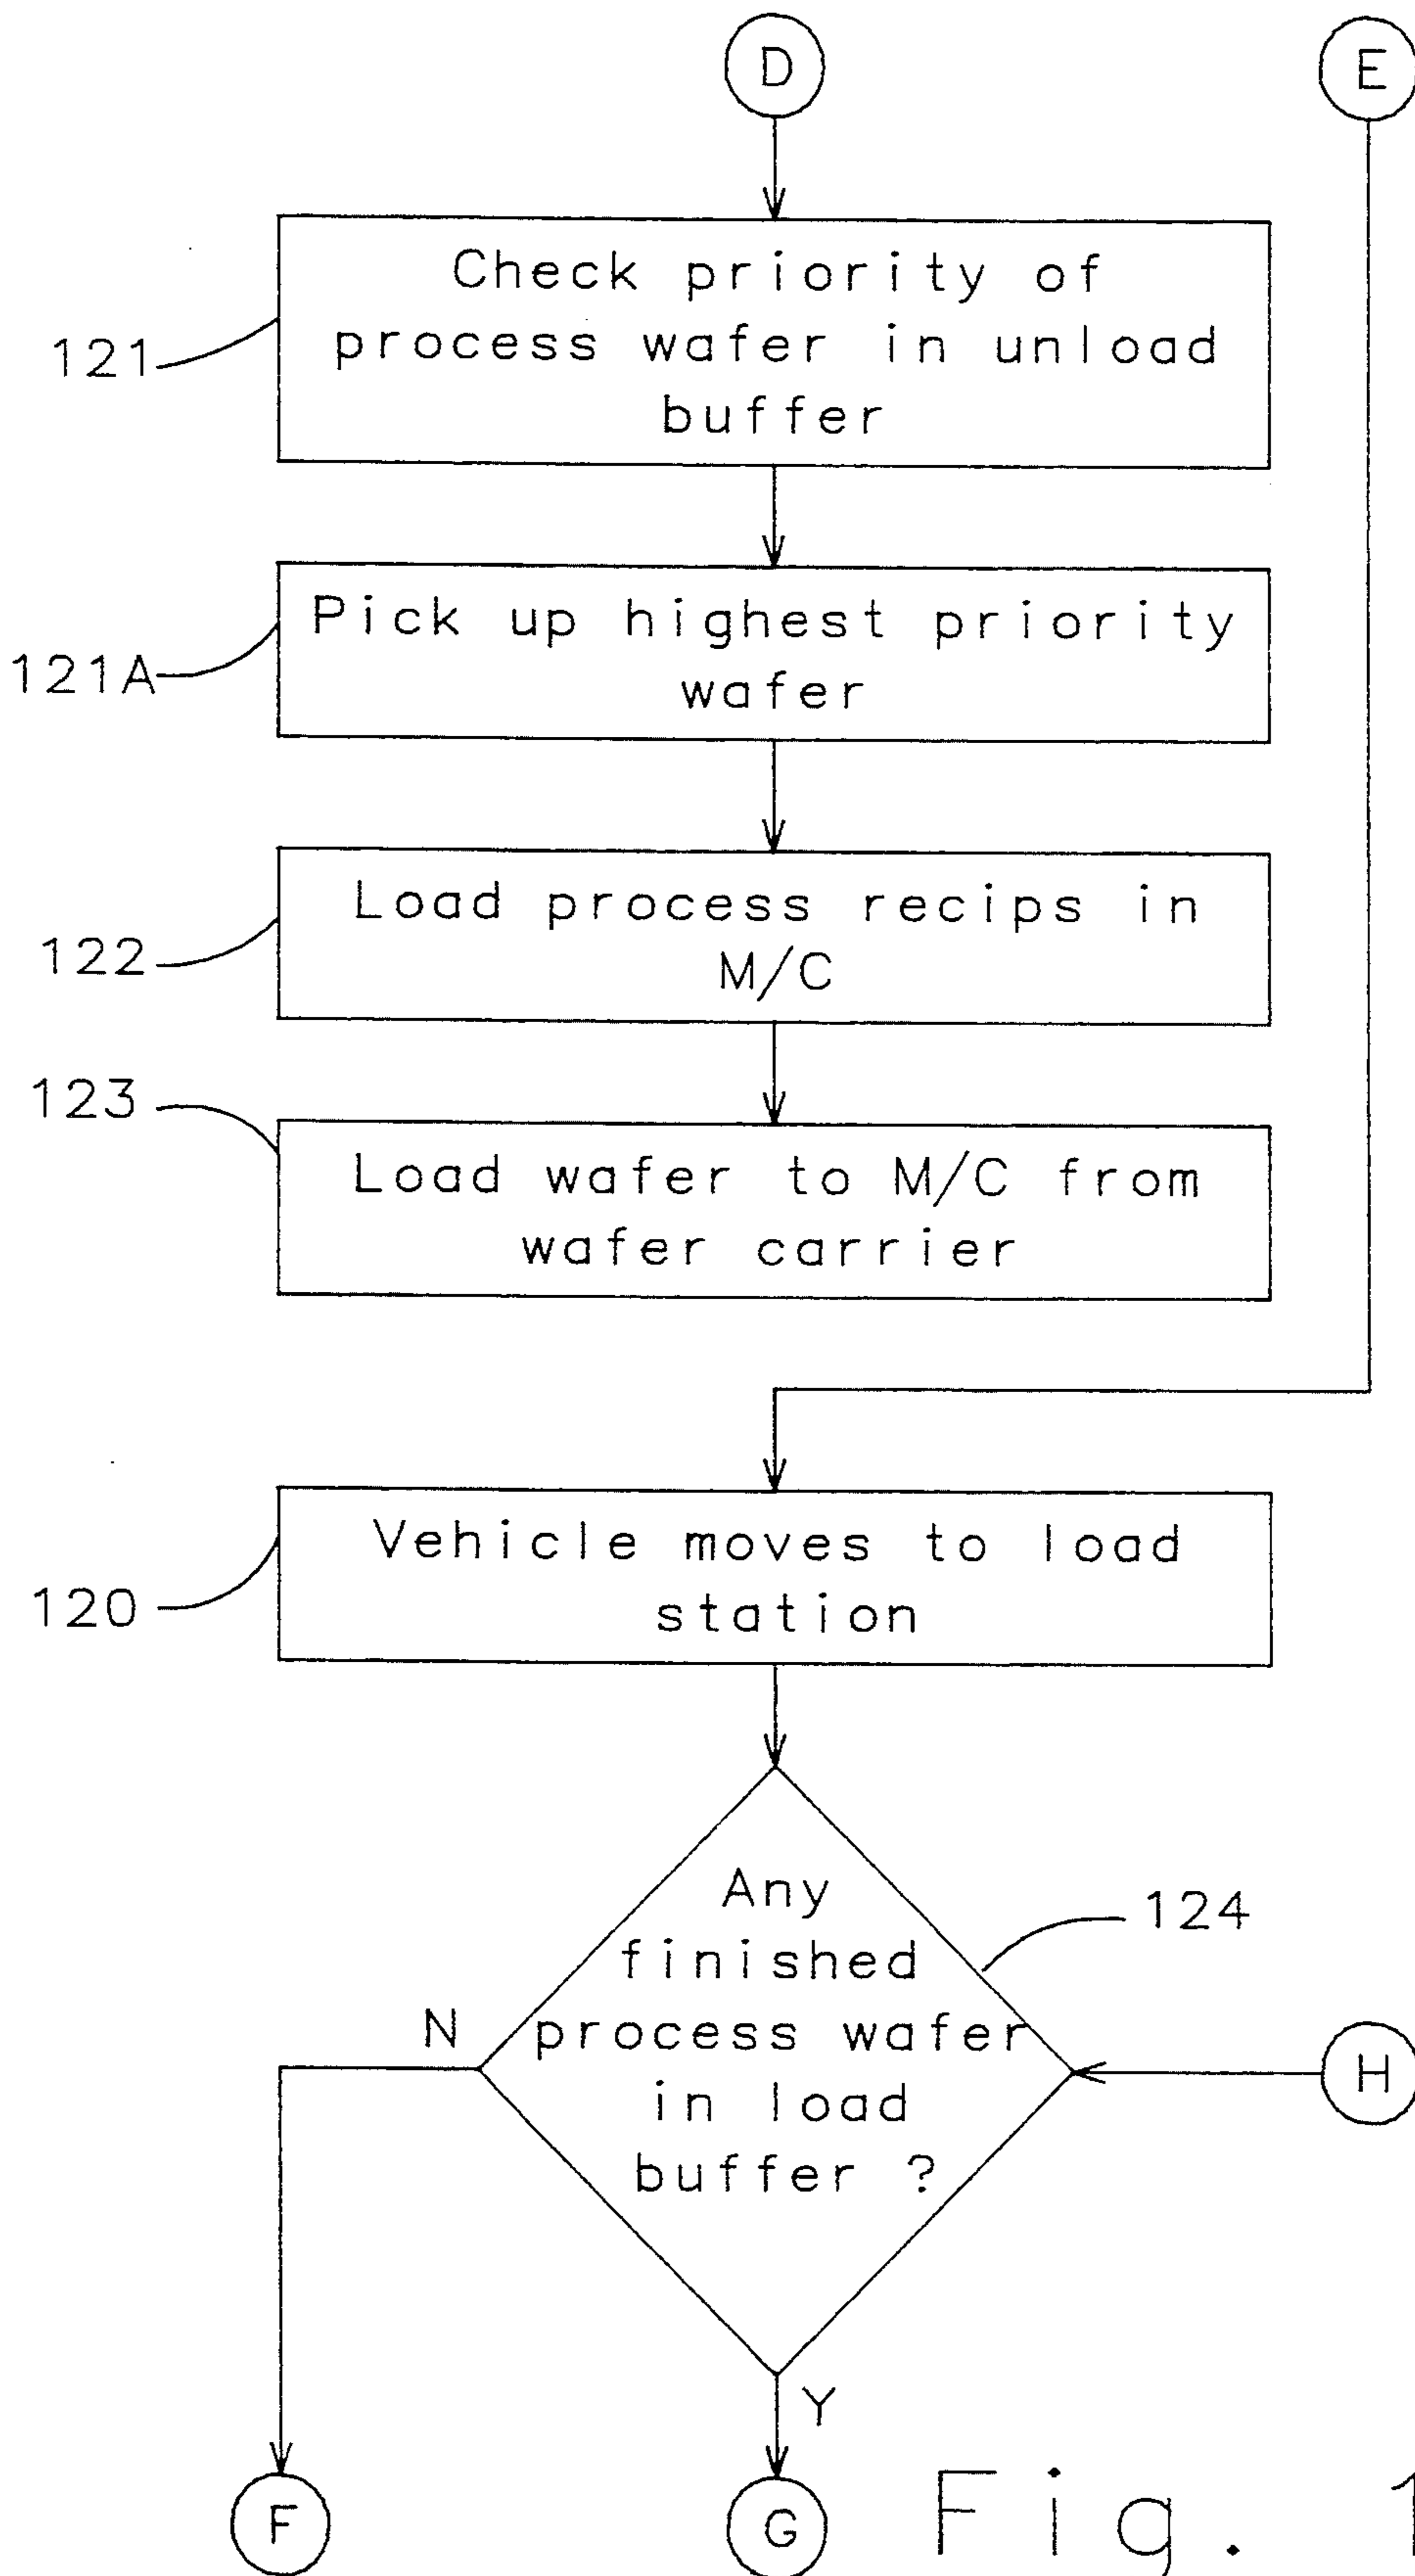 D
E
121
Check priority of
process wafer in unload
buffer
121A
Pick up highest priority
wafer
122
Load process recips in
M/C
123
Load wafer to M/C from
wafer carrier
120
Vehicle moves to load
station
124
Any
finished
process wafer
in load
buffer ?
N
H
Y
F
G
Fig. 1